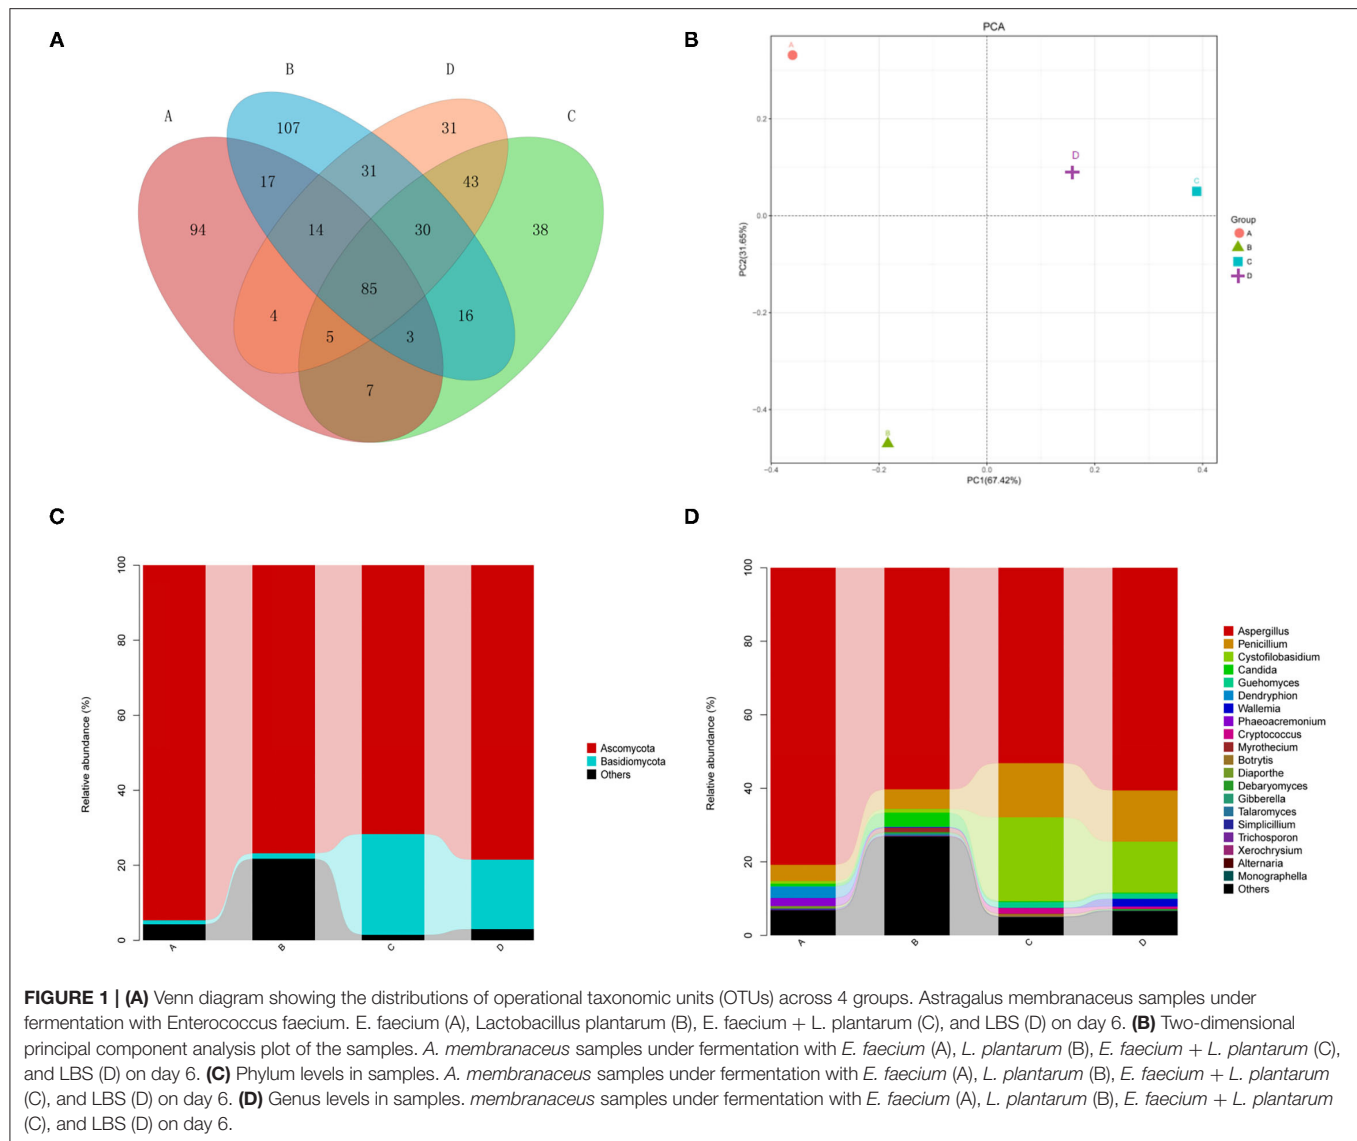 A
B
D
A
C
107
31
31
17
43
94
14
30
38
85
4
16
5
3
7
B
PCA
A
D
C
B
0.2
0.0
−0.2
−0.4
PC2(31.65%)
−0.4
−0.2
0.0
0.2
0.4
PC1(67.42%)
Group
A
B
C
D
C
100
80
60
40
20
0
Relative abundance (%)
A
B
C
D
Ascomycota
Basidiomycota
Others
D
100
80
60
40
20
0
Relative abundance (%)
A
B
C
D
Aspergillus
Penicillium
Cystofilobasidium
Candida
Guehomyces
Dendryphion
Wallemia
Phaeoacremonium
Cryptococcus
Myrothecium
Botrytis
Diaporthe
Debaryomyces
Gibberella
Talaromyces
Simplicillium
Trichosporon
Xerochrysium
Alternaria
Monographella
Others
FIGURE 1 | (A) Venn diagram showing the distributions of operational taxonomic units (OTUs) across 4 groups. Astragalus membranaceus samples under
fermentation with Enterococcus faecium. E. faecium (A), Lactobacillus plantarum (B), E. faecium + L. plantarum (C), and LBS (D) on day 6. (B) Two-dimensional
principal component analysis plot of the samples. A. membranaceus samples under fermentation with E. faecium (A), L. plantarum (B), E. faecium + L. plantarum (C),
and LBS (D) on day 6. (C) Phylum levels in samples. A. membranaceus samples under fermentation with E. faecium (A), L. plantarum (B), E. faecium + L. plantarum
(C), and LBS (D) on day 6. (D) Genus levels in samples. membranaceus samples under fermentation with E. faecium (A), L. plantarum (B), E. faecium + L. plantarum
(C), and LBS (D) on day 6.